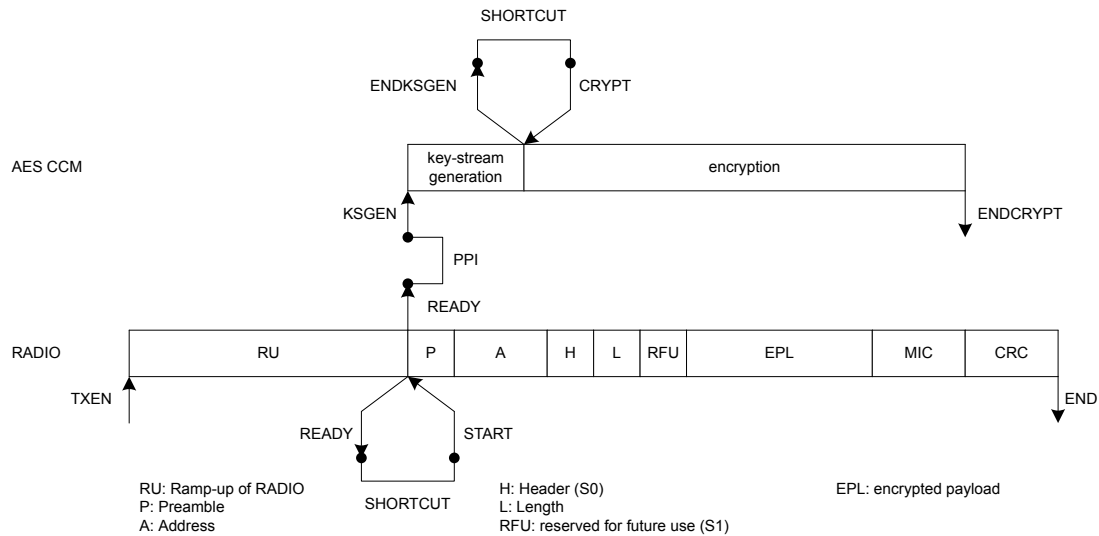 SHORTCUT
ENDKSGEN CRYPT
AES CCM
key-stream
generation
encryption
KSGEN
ENDCRYPT
PPI
READY
RADIO
RU P A H L RFU EPL MIC CRC
TXEN
END
READY START
SHORTCUT
RU: Ramp-up of RADIO
P: Preamble
A: Address
H: Header (S0)
L: Length
RFU: reserved for future use (S1)
EPL: encrypted payload